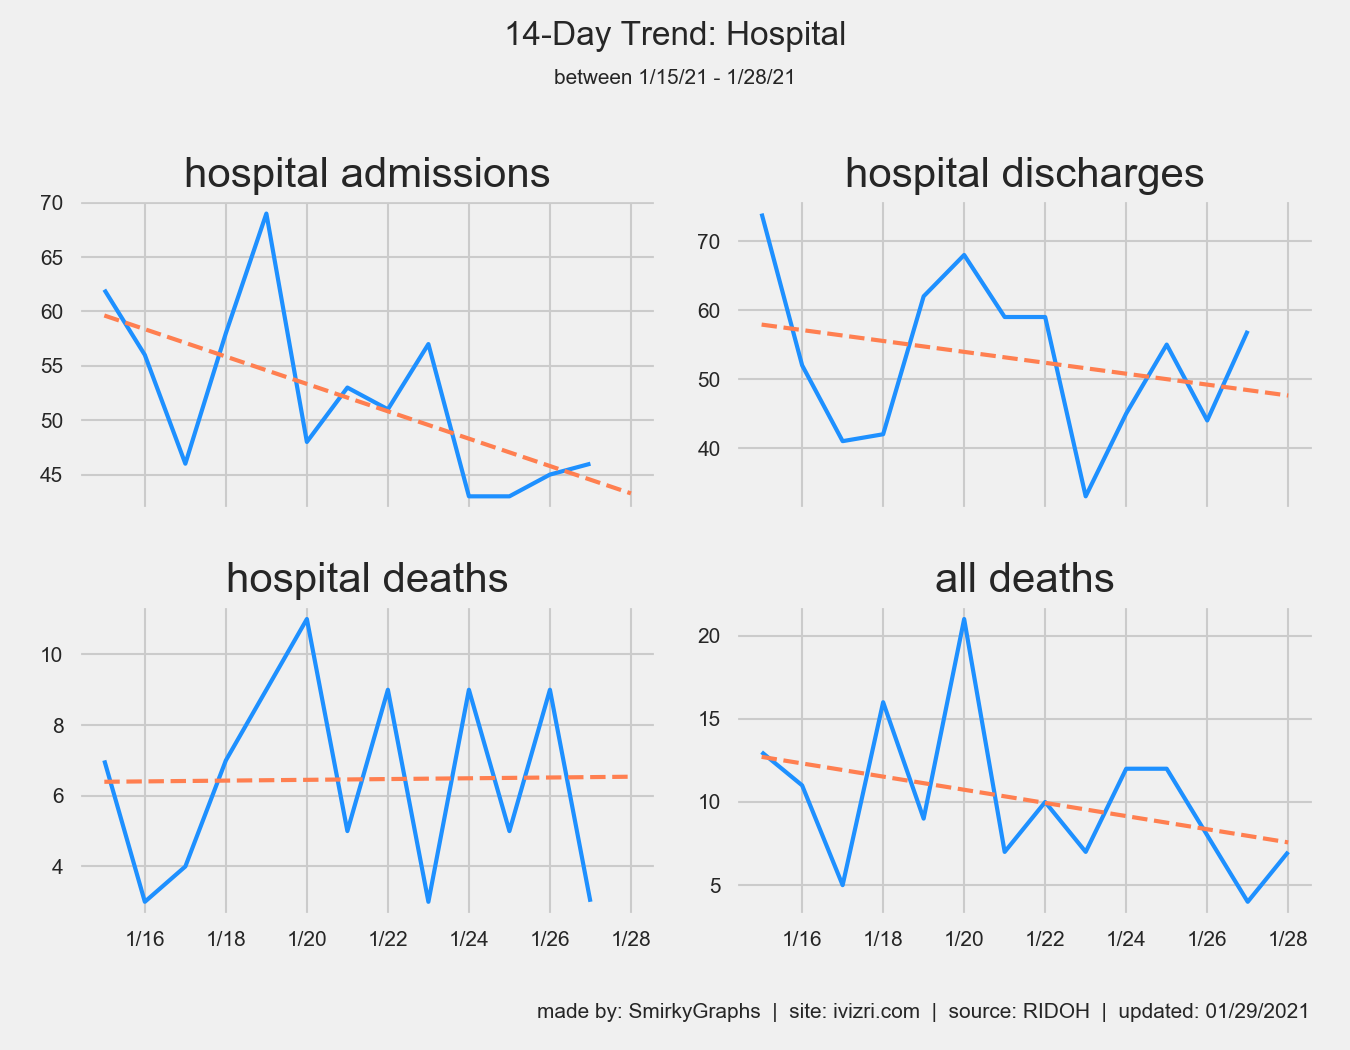 14-Day Trend: Hospital
between 1/15/21 - 1/28/21
hospital admissions
70
65
60
55
50
45
hospital discharges
70
60
50
40
hospital deaths
10
8
6
4
1/16 1/18 1/20 1/22 1/24 1/26 1/28
all deaths
20
15
10
5
1/16 1/18 1/20 1/22 1/24 1/26 1/28
made by: SmirkyGraphs | site: ivizri.com | source: RIDOH | updated: 01/29/2021